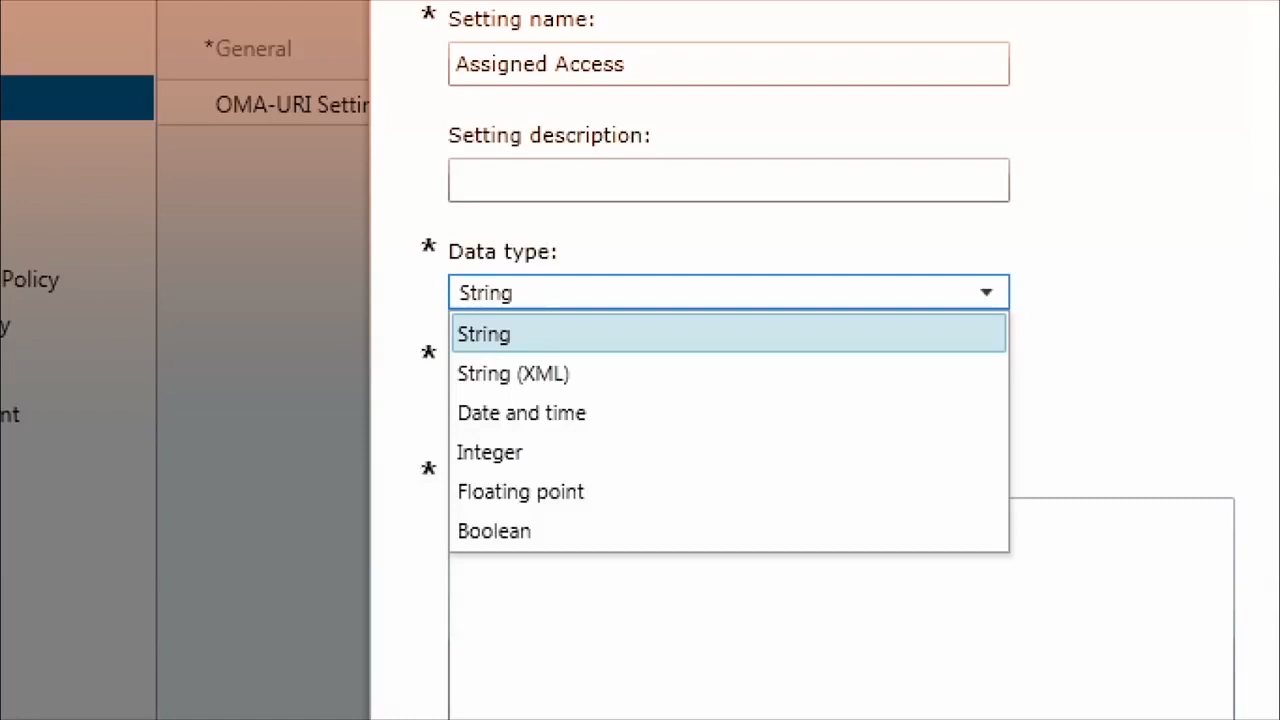 *General
OMA-URI Settin
Policy
y
nt
* Setting name:
Assigned Access
Setting description:
* Data type:
String
String
*
String (XML)
Date and time
Integer
*
Floating point
Boolean